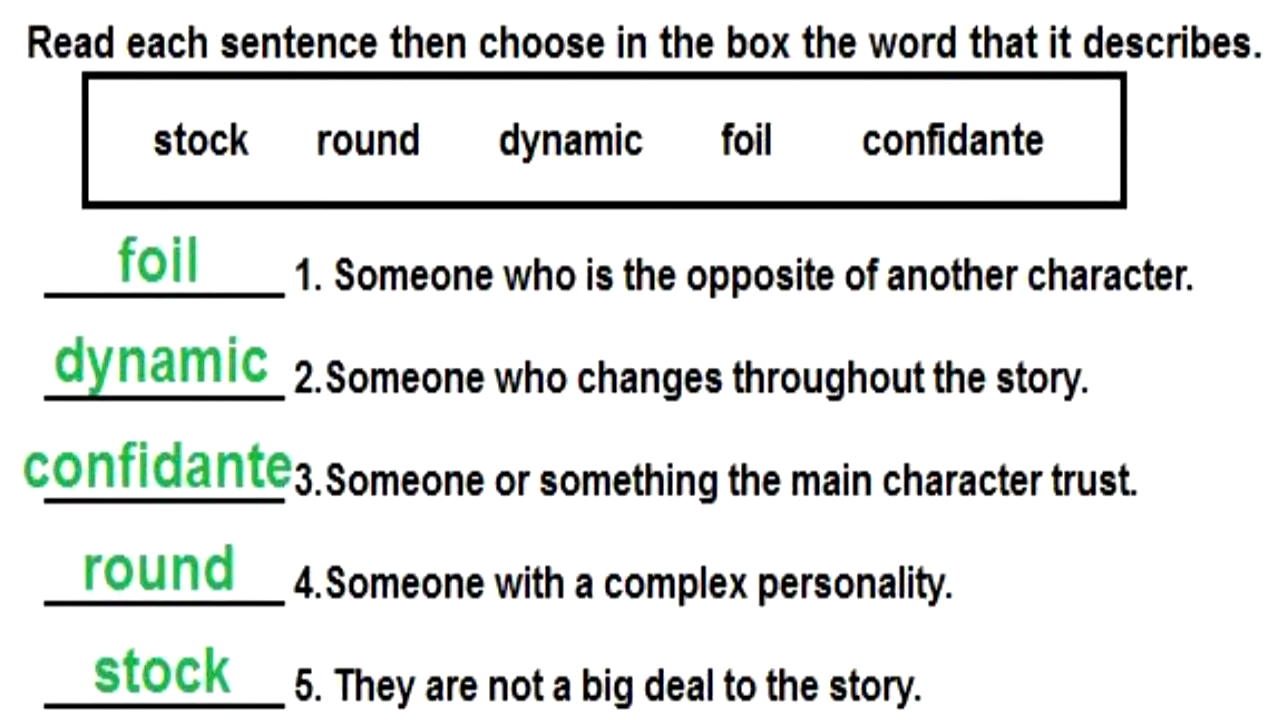 Read each sentence then choose in the box the word that it describes.
stock round dynamic foil confidante
foil 1. Someone who is the opposite of another character.
dynamic 2.Someone who changes throughout the story.
confidante 3.Someone or something the main character trust.
round 4.Someone with a complex personality.
stock 5. They are not a big deal to the story.